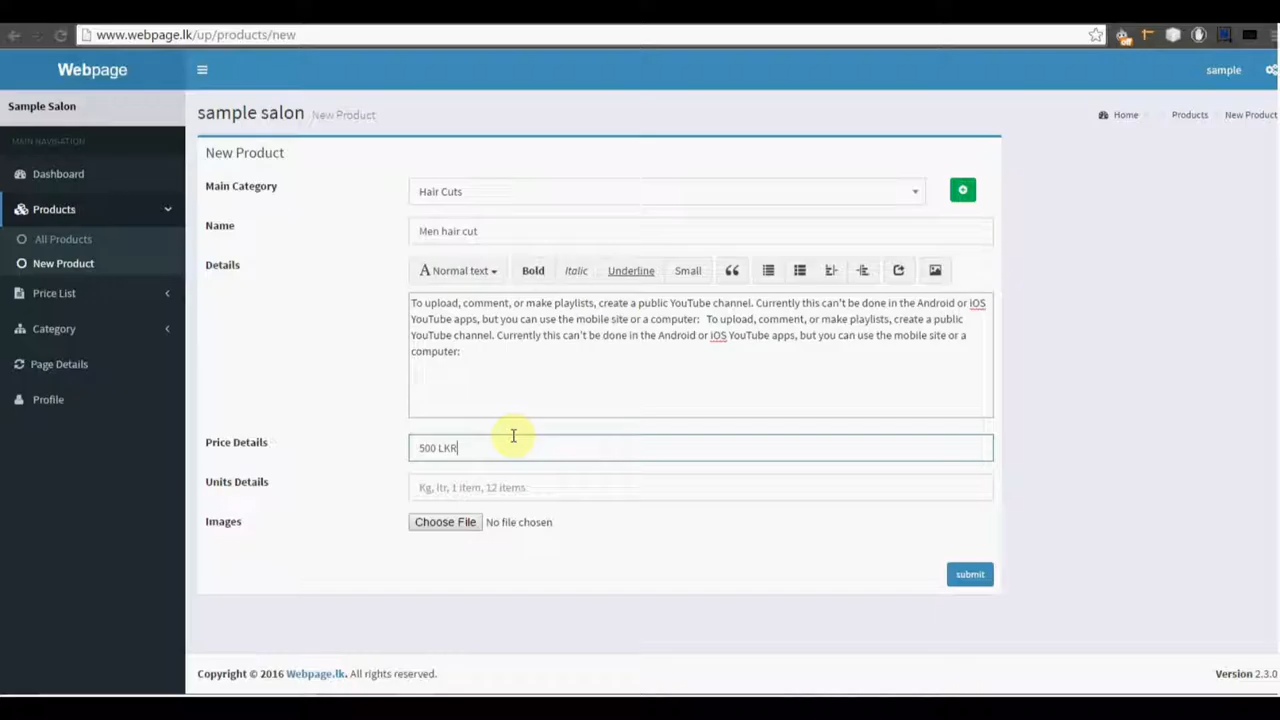 www.webpage.lk/up/products/new
off
Webpage
sample
Sample Salon
sample salon New Product
Home Products New Product
MAIN NAVIGATION
Dashboard
Products
All Products
New Product
Price List
Category
Page Details
Profile
New Product
Main Category
Hair Cuts
Name
Men hair cut
Details
A Normal text Bold Italic Underline Small
To upload, comment, or make playlists, create a public YouTube channel. Currently this can't be done in the Android or iOS
YouTube apps, but you can use the mobile site or a computer: To upload, comment, or make playlists, create a public
YouTube channel. Currently this can't be done in the Android or iOS YouTube apps, but you can use the mobile site or a
computer:
Price Details
500 LKR
Units Details
Kg, ltr, 1 item, 12 items
Images
Choose File No file chosen
submit
Copyright © 2016 Webpage.lk. All rights reserved.
Version 2.3.0